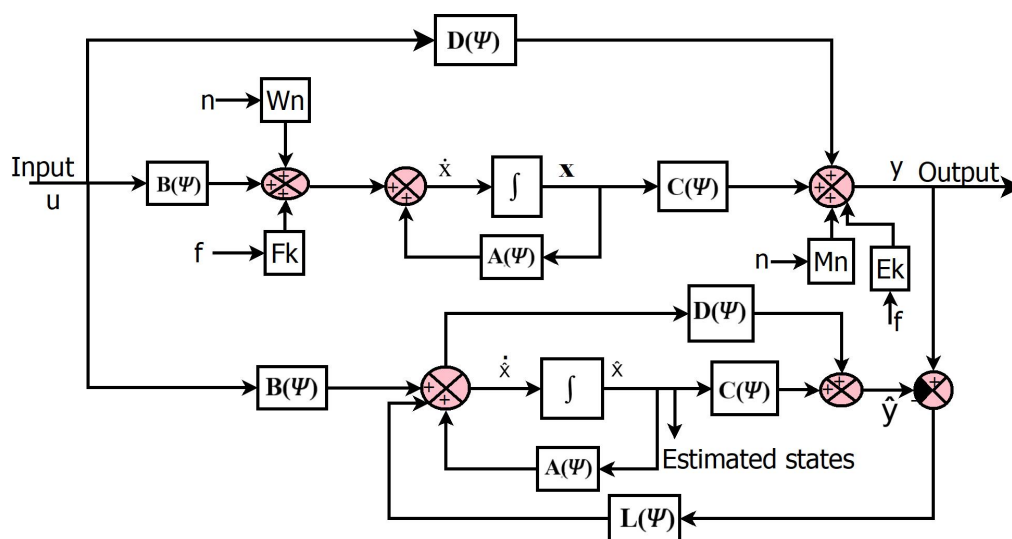 D(Ψ)
n
Wn
Input
u
B(Ψ)
+
+
+
+
+
ẋ
∫
x
C(Ψ)
+
+
+
+
y
Output
f
Fk
A(Ψ)
n
Mn
Ek
f
D(Ψ)
B(Ψ)
+
+
+
x̂̇
∫
x̂
C(Ψ)
+
+
ŷ
+
-
A(Ψ)
Estimated states
L(Ψ)